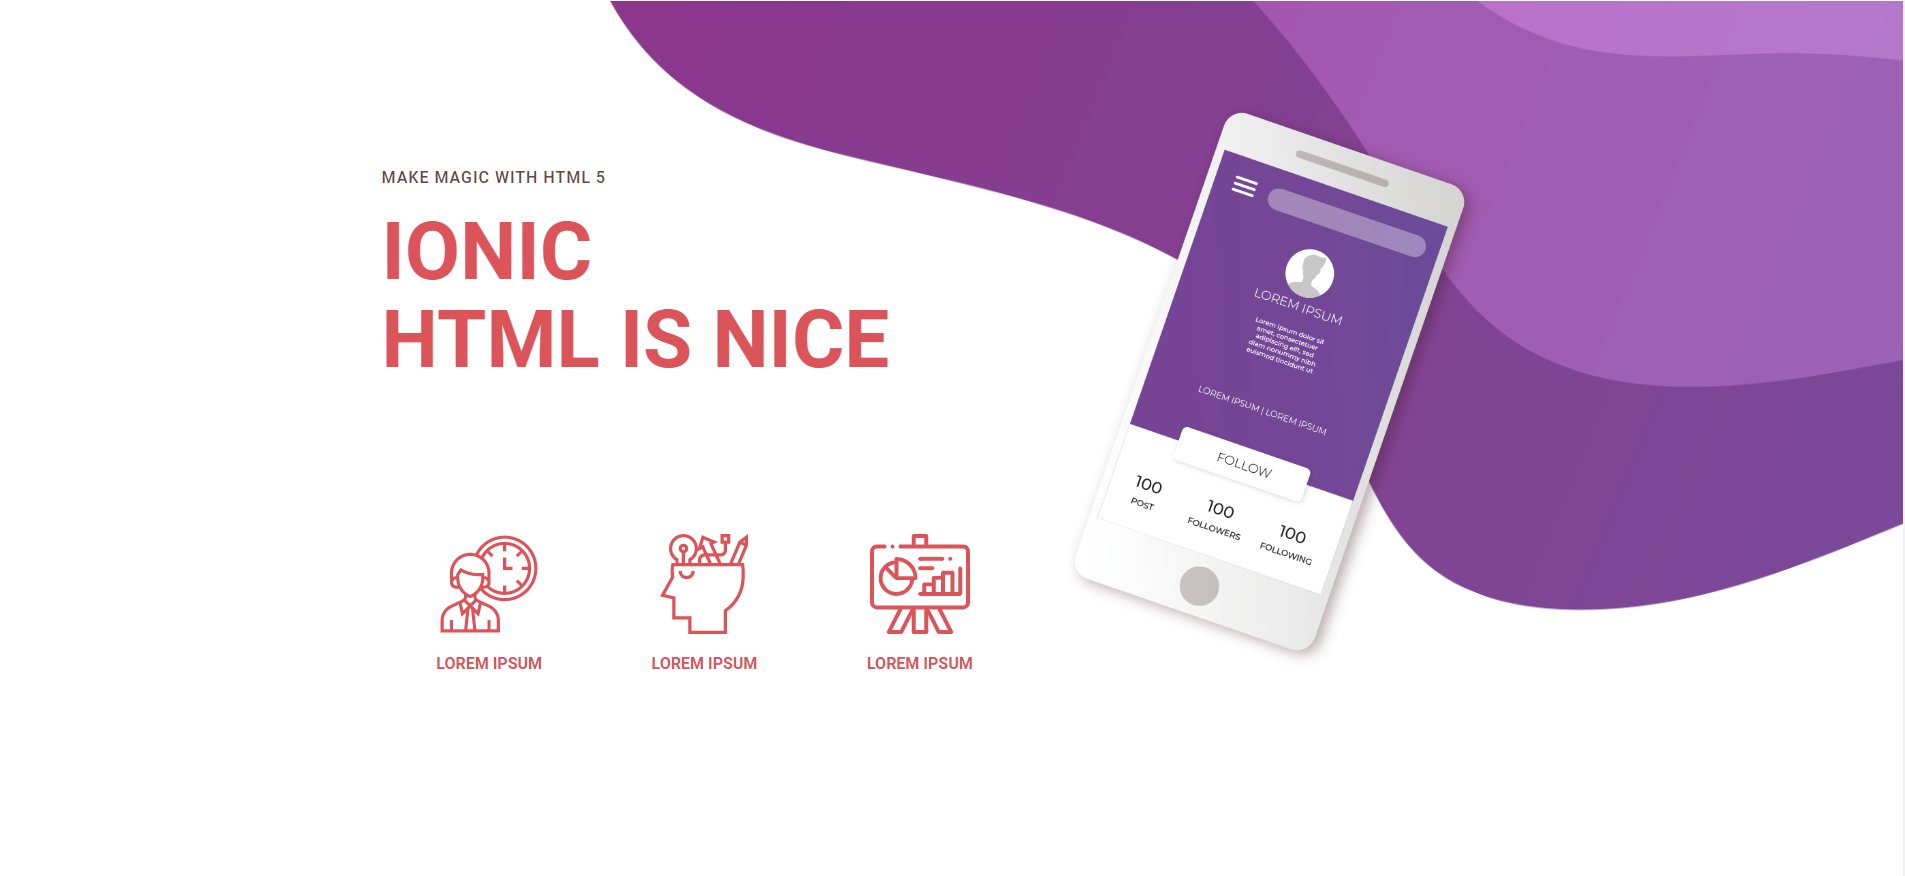 MAKE MAGIC WITH HTML 5
IONIC
HTML IS NICE
LOREM IPSUM
LOREM IPSUM
LOREM IPSUM
LOREM IPSUM
Lorem ipsum dolor sit
amet, consectetuer
adipiscing elit, sed
diam nonummy nibh
euismod tincidunt ut
LOREM IPSUM | LOREM IPSUM
FOLLOW
100
POST
100
FOLLOWERS
100
FOLLOWING